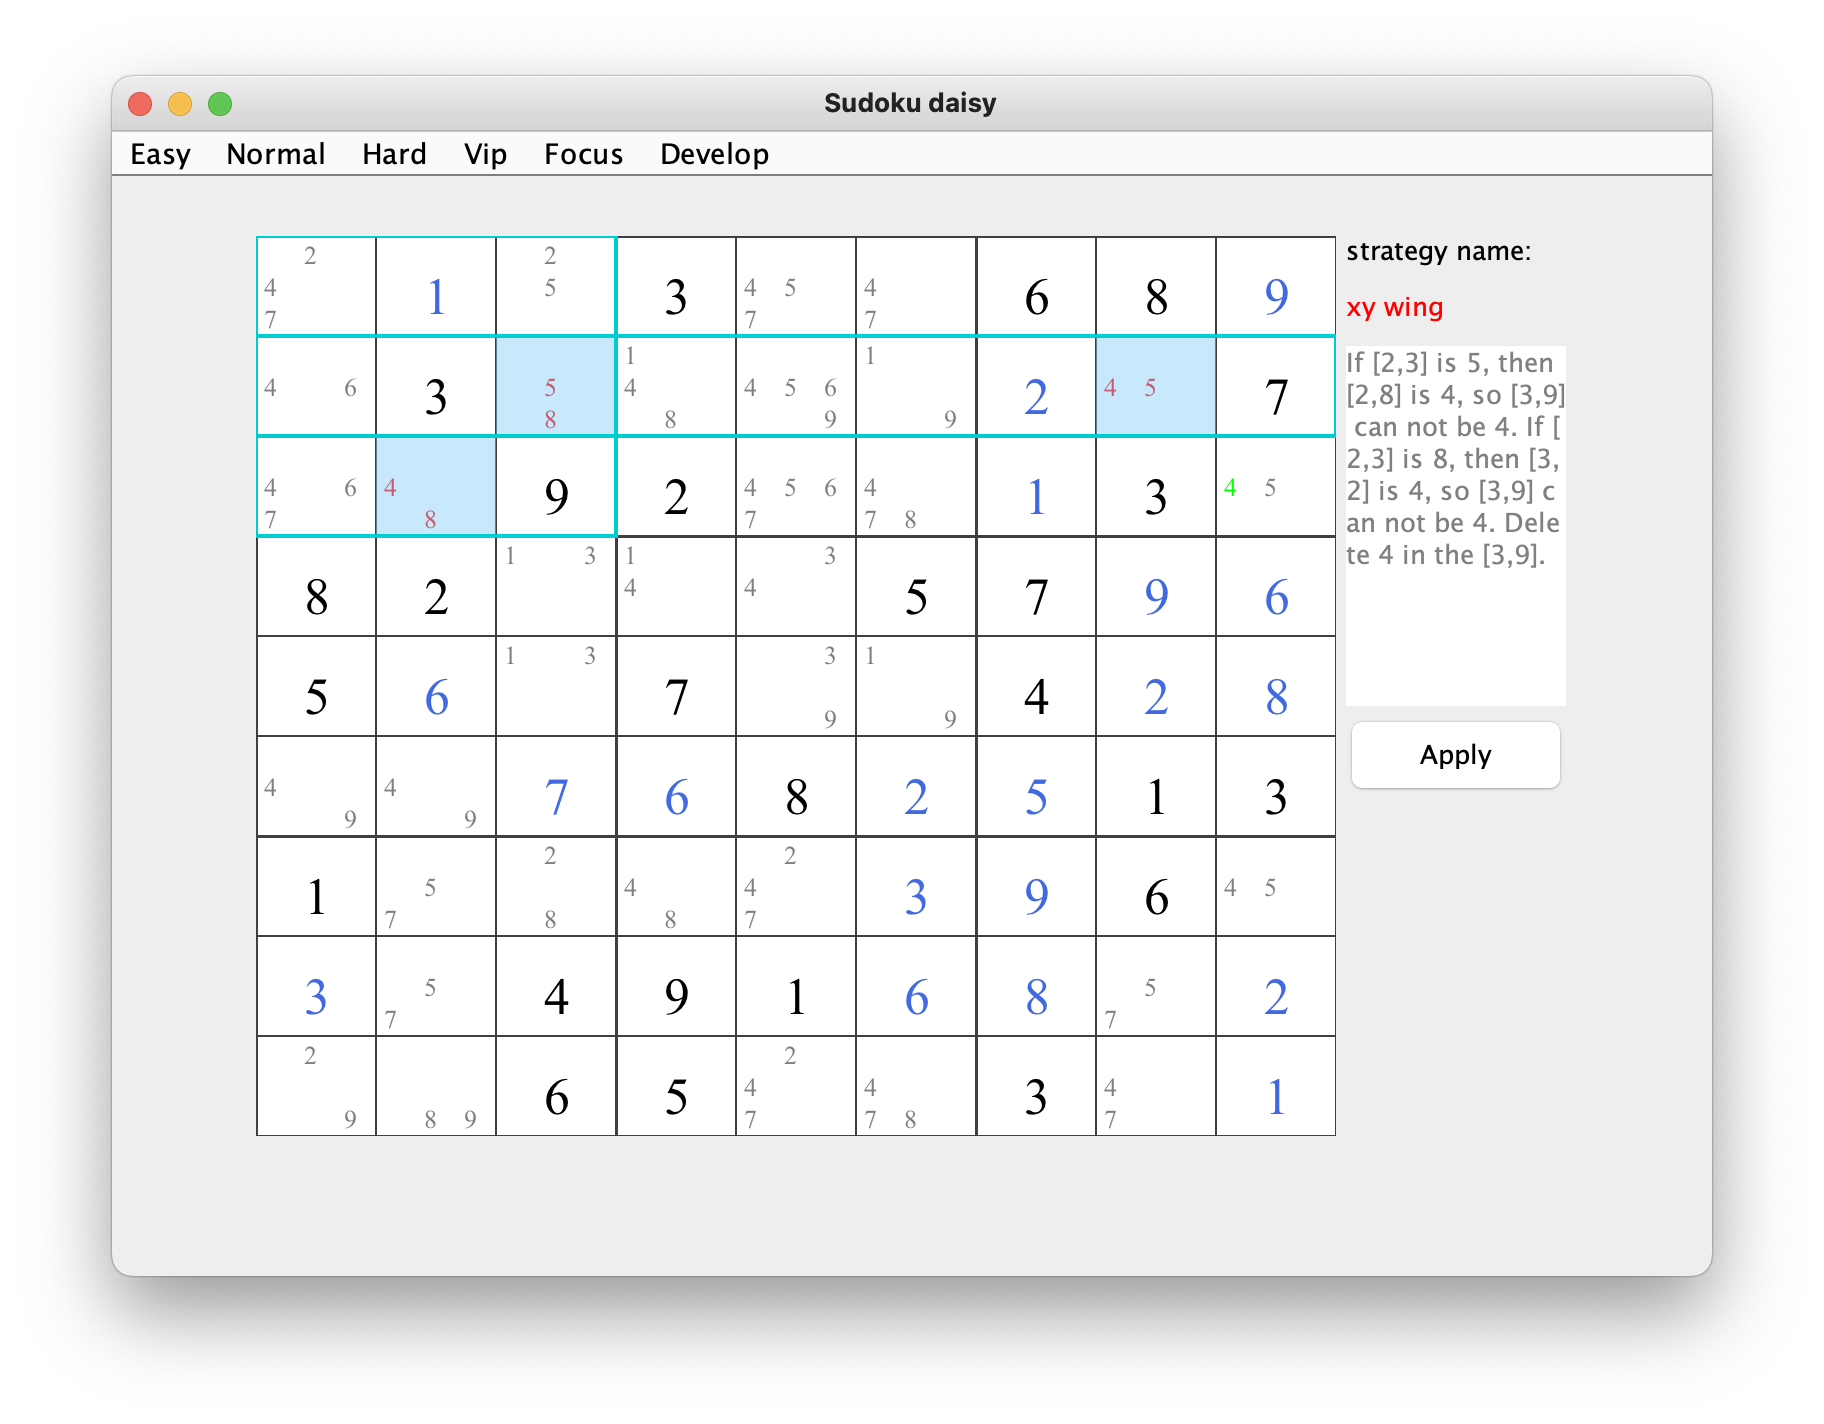 Sudoku daisy
Easy Normal Hard Vip Focus Develop
2 4 7 1 2 5 3 4 5 7 4 7 6 8 9
4 6 3 5 8 1 4 8 4 5 6 9 1 9 2 4 5 7
4 6 7 4 8 9 2 4 5 6 7 4 7 8 1 3 4 5
8 2 1 3 1 4 3 4 5 7 9 6
5 6 1 3 7 3 9 1 9 4 2 8
4 9 4 9 7 6 8 2 5 1 3
1 5 7 2 8 4 8 2 4 7 3 9 6 4 5
3 5 7 4 9 1 6 8 5 7 2
2 9 8 9 6 5 2 4 7 4 7 8 3 4 7 1
strategy name:
xy wing
If [2,3] is 5, then
[2,8] is 4, so [3,9]
can not be 4. If [
2,3] is 8, then [3,
2] is 4, so [3,9] c
an not be 4. Dele
te 4 in the [3,9].
Apply